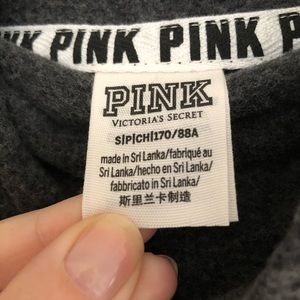 NK PINK PINK P
PINK
VICTORIA'S SECRET
S|P|CH|170/88A
made in Sri Lanka/fabriqué au
Sri Lanka/hecho en Sri Lanka/
fabbricato in Sri Lanka/
斯里兰卡制造